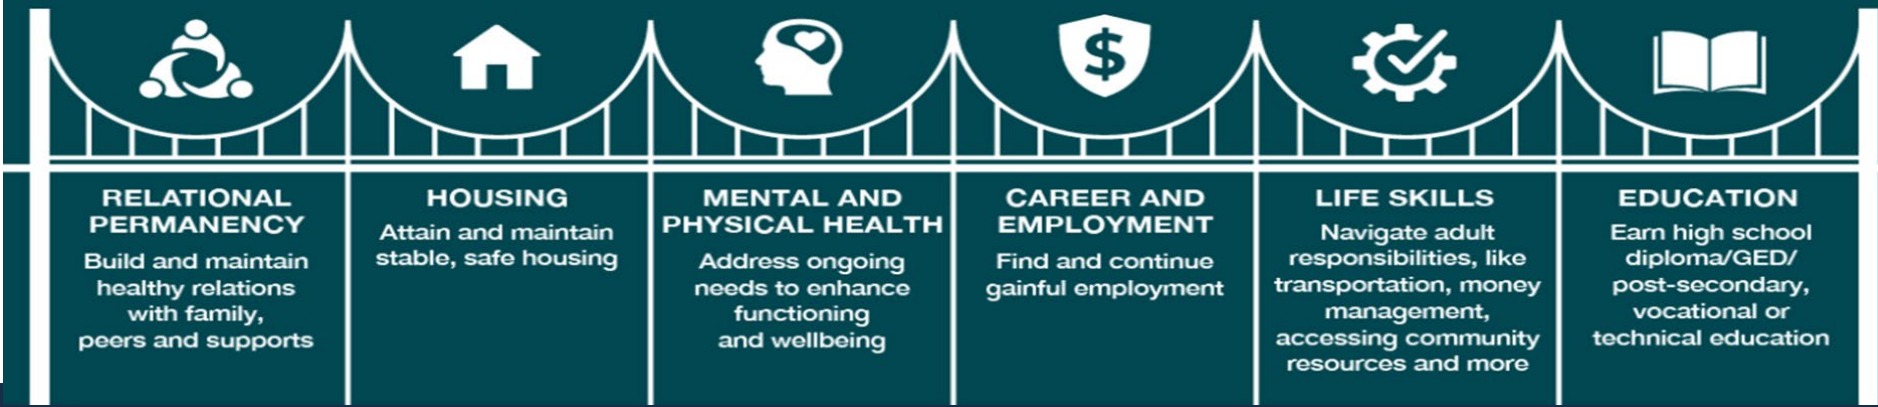 RELATIONAL
PERMANENCY
Build and maintain
healthy relations
with family,
peers and supports
HOUSING
Attain and maintain
stable, safe housing
MENTAL AND
PHYSICAL HEALTH
Address ongoing
needs to enhance
functioning
and wellbeing
$
CAREER AND
EMPLOYMENT
Find and continue
gainful employment
LIFE SKILLS
Navigate adult
responsibilities, like
transportation, money
management,
accessing community
resources and more
EDUCATION
Earn high school
diploma/GED/
post-secondary,
vocational or
technical education